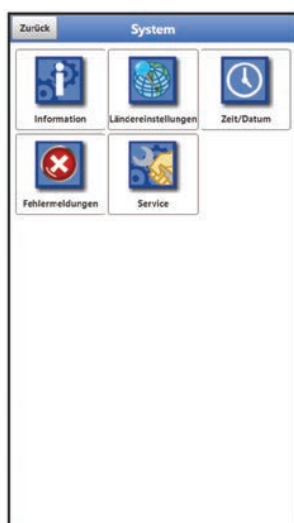 Zurück
System
Information
Ländereinstellungen
Zeit/Datum
Fehlermeldungen
Service